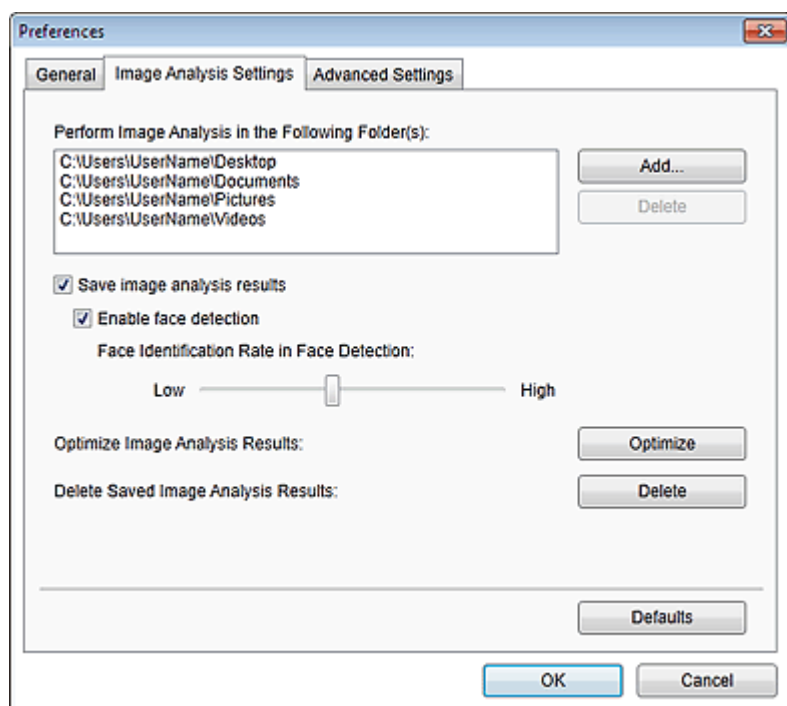 Preferences
General
Image Analysis Settings
Advanced Settings
Perform Image Analysis in the Following Folder(s):
C:\Users\UserName\Desktop
C:\Users\UserName\Documents
C:\Users\UserName\Pictures
C:\Users\UserName\Videos
Add...
Delete
Save image analysis results
Enable face detection
Face Identification Rate in Face Detection:
Low
High
Optimize Image Analysis Results:
Optimize
Delete Saved Image Analysis Results:
Delete
Defaults
OK
Cancel